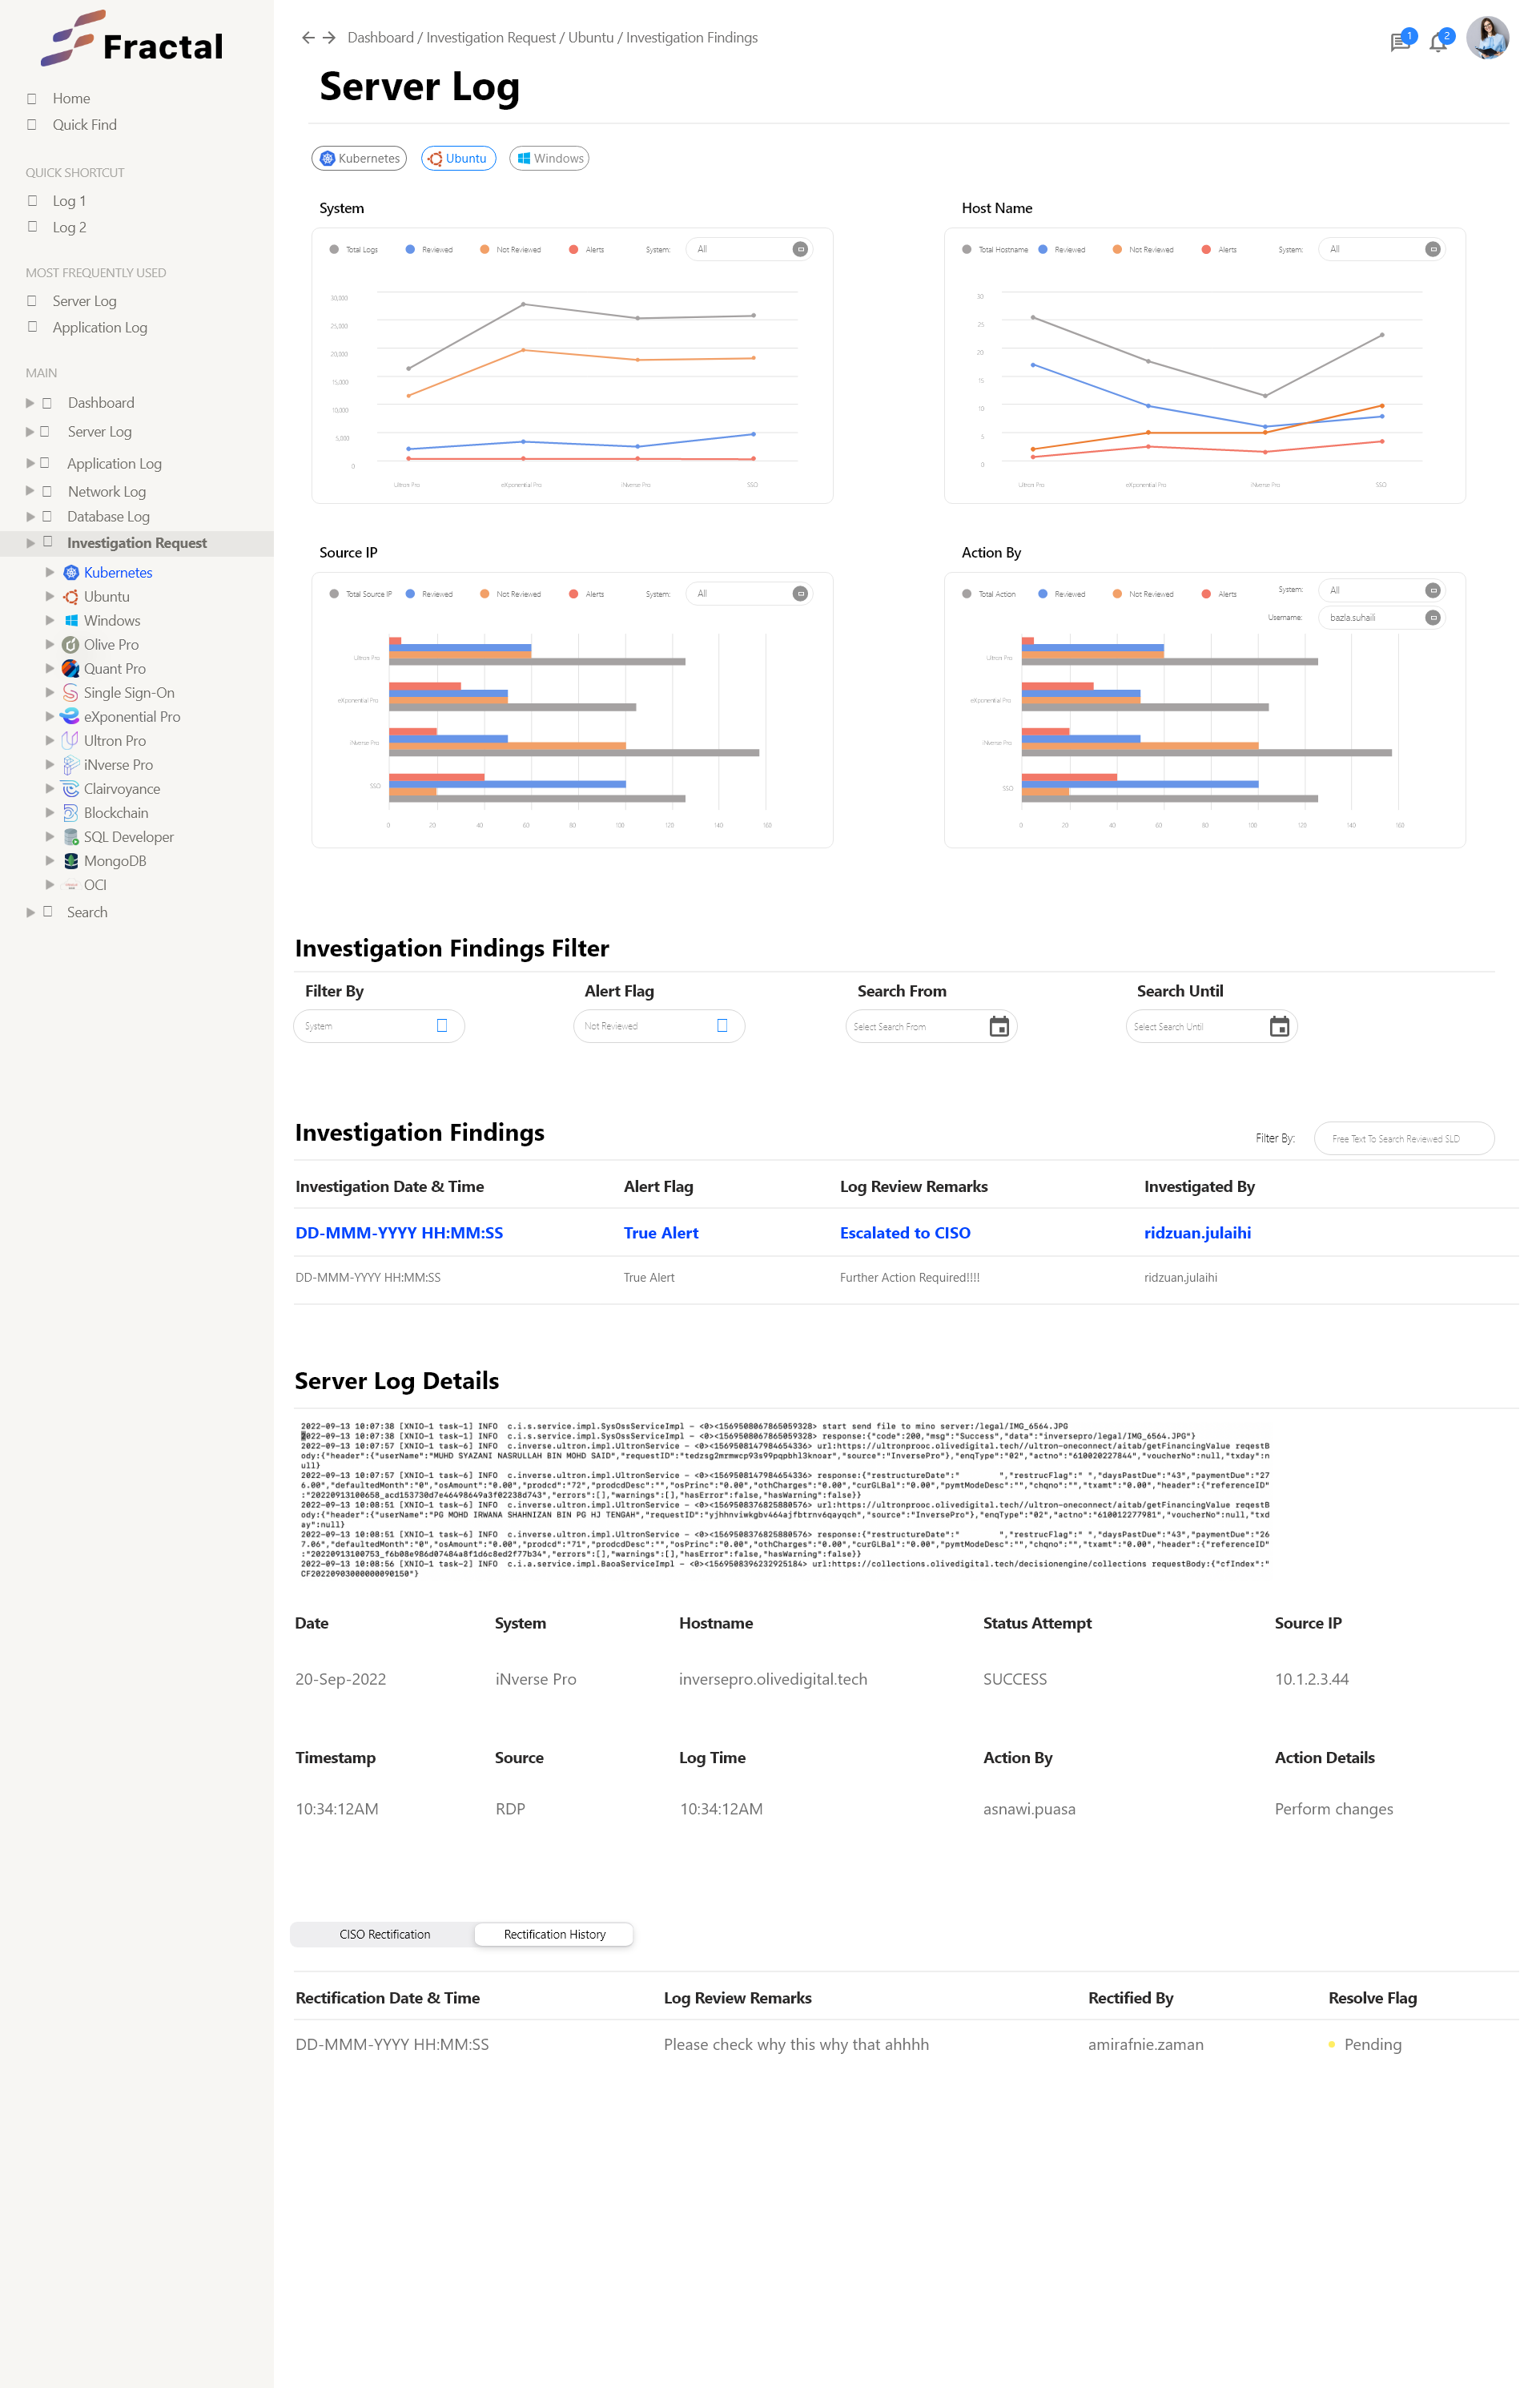 Fractal
Home
Quick Find
QUICK SHORTCUT
Log 1
Log 2
MOST FREQUENTLY USED
Server Log
Application Log
MAIN
Dashboard
Server Log
Application Log
Network Log
Database Log
Investigation Request
Kubernetes
Ubuntu
Windows
Olive Pro
Quant Pro
Single Sign-On
eXponential Pro
Ultron Pro
iNverse Pro
Clairvoyance
Blockchain
SQL Developer
MongoDB
OCI
Search
Dashboard / Investigation Request / Ubuntu / Investigation Findings
1
2
Server Log
Kubernetes
Ubuntu
Windows
System
Total Logs Reviewed Not Reviewed Alerts System: All
30,000
25,000
20,000
15,000
10,000
5,000
0
Ultron Pro eXponential Pro iNverse Pro SSO
Host Name
Total Hostname Reviewed Not Reviewed Alerts System: All
30
25
20
15
10
5
0
Ultron Pro eXponential Pro iNverse Pro SSO
Source IP
Total Source IP Reviewed Not Reviewed Alerts System: All
Ultron Pro
eXponential Pro
iNverse Pro
SSO
0 20 40 60 80 100 120 140 160
Action By
Total Action Reviewed Not Reviewed Alerts System: All
Username: bazla.suhaili
Ultron Pro
eXponential Pro
iNverse Pro
SSO
0 20 40 60 80 100 120 140 160
Investigation Findings Filter
Filter By Alert Flag Search From Search Until
System Not Reviewed Select Search From Select Search Until
Investigation Findings
Filter By: Free Text To Search Reviewed SLD
Investigation Date & Time Alert Flag Log Review Remarks Investigated By
DD-MMM-YYYY HH:MM:SS True Alert Escalated to CISO ridzuan.julaihi
DD-MMM-YYYY HH:MM:SS True Alert Further Action Required!!!! ridzuan.julaihi
Server Log Details
2022-09-13 10:07:38 [XNIO-1 task-1] INFO  c.i.s.service.impl.SysOssServiceImpl - <0><1569508067865059328> start send file to mino server:/legal/IMG_6564.JPG
2022-09-13 10:07:38 [XNIO-1 task-1] INFO  c.i.s.service.impl.SysOssServiceImpl - <0><1569508067865059328> response:{"code":200,"msg":"Success","data":"inversepro/legal/IMG_6564.JPG"}
2022-09-13 10:07:57 [XNIO-1 task-6] INFO  c.inverse.ultron.impl.UltronService - <0><1569508147984654336> url:https://ultronprooc.olivedigital.tech//ultron-oneconnect/aitab/getFinancingValue reqestB
ody:{"header":{"userName":"MUHD SYAZANI NASRULLAH BIN MOHD SAID","requestID":"tedzsg2mrmwcp93s99pqpbhl3knoar","source":"InversePro"},"enqType":"02","actno":"610020227844","voucherNo":null,"txday":n
ull}
2022-09-13 10:07:57 [XNIO-1 task-6] INFO  c.inverse.ultron.impl.UltronService - <0><1569508147984654336> response:{"restructureDate":"        ","restrucFlag":" ","daysPastDue":"43","paymentDue":"27
6.00","defaultedMonth":"0","osAmount":"0.00","prodcd":"72","prodcdDesc":"","osPrinc":"0.00","othCharges":"0.00","curGLBal":"0.00","pymtModeDesc":"","chqno":"","txamt":"0.00","header":{"referenceID"
:"20220913100658_acd153730d7e46498649a3f02238d743","errors":[],"warnings":[],"hasError":false,"hasWarning":false}}
2022-09-13 10:08:51 [XNIO-1 task-6] INFO  c.inverse.ultron.impl.UltronService - <0><1569508376825880576> url:https://ultronprooc.olivedigital.tech//ultron-oneconnect/aitab/getFinancingValue reqestB
ody:{"header":{"userName":"PG MOHD IRWANA SHAHNIZAN BIN PG HJ TENGAH","requestID":"yjhhnviwkgbv464ajfbtrnv6qayqch","source":"InversePro"},"enqType":"02","actno":"610012277981","voucherNo":null,"txd
ay":null}
2022-09-13 10:08:51 [XNIO-1 task-6] INFO  c.inverse.ultron.impl.UltronService - <0><1569508376825880576> response:{"restructureDate":"        ","restrucFlag":" ","daysPastDue":"43","paymentDue":"26
7.06","defaultedMonth":"0","osAmount":"0.00","prodcd":"71","prodcdDesc":"","osPrinc":"0.00","othCharges":"0.00","curGLBal":"0.00","pymtModeDesc":"","chqno":"","txamt":"0.00","header":{"referenceID"
:"20220913100753_f6b08e986d07484a8f1d6c8ed2f77b34","errors":[],"warnings":[],"hasError":false,"hasWarning":false}}
2022-09-13 10:08:56 [XNIO-1 task-2] INFO  c.i.a.service.impl.BaoaServiceImpl - <0><1569508396232925184> url:https://collections.olivedigital.tech/decisionengine/collections requestBody:{"cfIndex":"
CF20220903000000090150"}
Date System Hostname Status Attempt Source IP
20-Sep-2022 iNverse Pro inversepro.olivedigital.tech SUCCESS 10.1.2.3.44
Timestamp Source Log Time Action By Action Details
10:34:12AM RDP 10:34:12AM asnawi.puasa Perform changes
CISO Rectification Rectification History
Rectification Date & Time Log Review Remarks Rectified By Resolve Flag
DD-MMM-YYYY HH:MM:SS Please check why this why that ahhhh amirafnie.zaman Pending